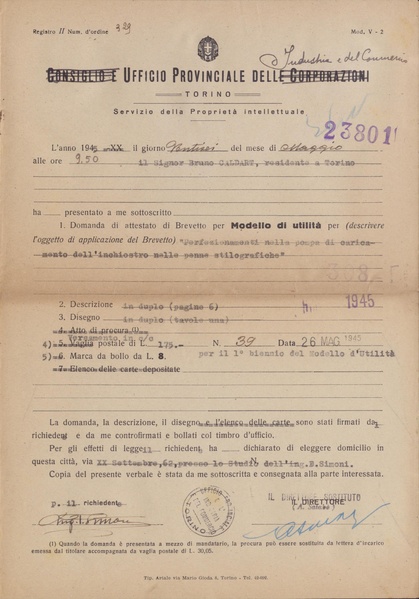 Registro II Num. d'ordine 329 Mod. V - 2
d'Industria e del Commercio
CONSIGLIO E UFFICIO PROVINCIALE DELLE CORPORAZIONI
TORINO
Servizio della Proprietà intellettuale
23801
L'anno 1945 XX il giorno Ventisei del mese di Maggio
alle ore 9.50 il Signor Bruno CALDART, residente a Torino
ha presentato a me sottoscritto
1. Domanda di attestato di Brevetto per Modello di utilità per (descrivere
l'oggetto di applicazione del Brevetto) "Perfezionamenti nella pompa di carica-
mento dell'inchiostro nelle penne stilografiche"
1945
2. Descrizione in duplo (pagine 6)
3. Disegno in duplo (tavole una)
4. Atto di procura (1)
Versamento in c/c
4) 5. Vaglia postale di L. 175.- N. 39 Data 26 MAG 1945
5) 6. Marca da bollo da L. 8. per il 1° biennio del Modello d'Utilità
7. Elenco delle carte depositate
La domanda, la descrizione, il disegno e l'elenco delle carte sono stati firmati dal
richiedente e da me controfirmati e bollati col timbro d'ufficio.
Per gli effetti di legge il richiedente ha dichiarato di eleggere domicilio in
questa città, via XX Settembre, 62, presso lo Studio dell'ing. E. Simoni. N.
Copia del presente verbale è stata da me sottoscritta e consegnata alla parte interessata.
p. il richiedente
IL DIRETTORE SOSTITUTO
IL DIRETTORE
TORINO
(1) Quando la domanda è presentata a mezzo di mandatario, la procura può essere sostituita da lettera d'incarico
emessa dal titolare accompagnata da vaglia postale di L. 30,05.
Tip. Artale via Mario Gioda 4, Torino